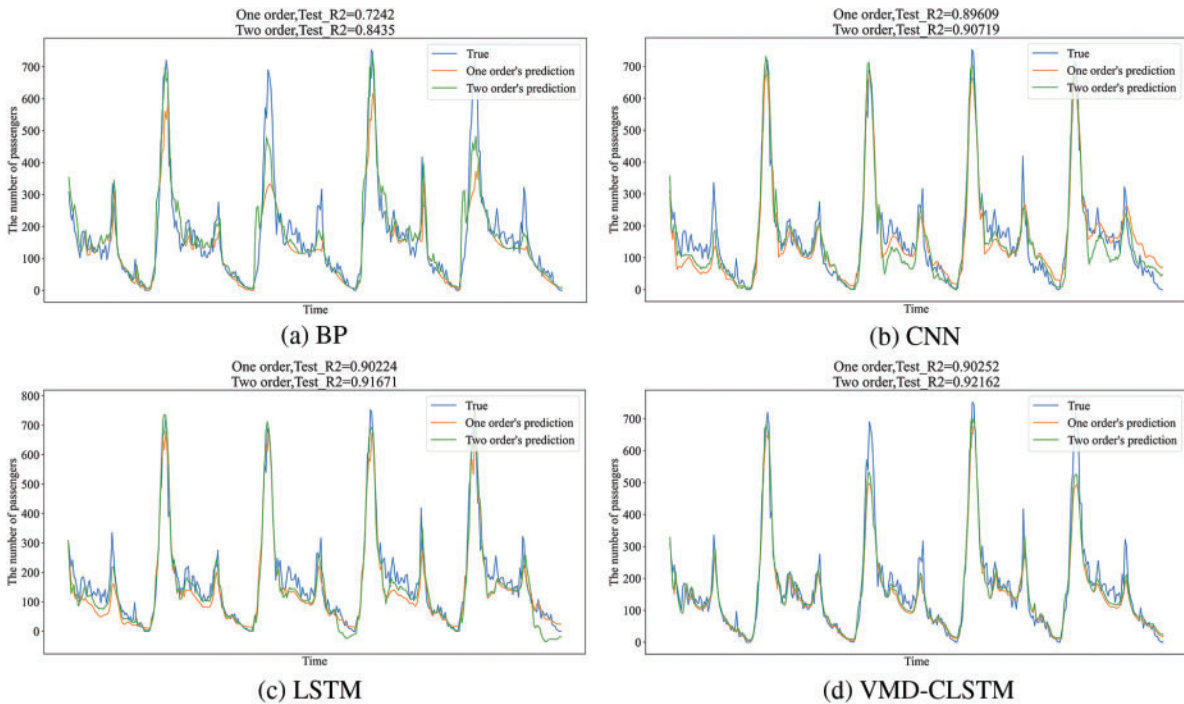 One order,Test_R2=0.7242
Two order,Test_R2=0.8435
The number of passengers
700
600
500
400
300
200
100
0
True
One order's prediction
Two order's prediction
Time
(a) BP
One order,Test_R2=0.89609
Two order,Test_R2=0.90719
The number of passengers
700
600
500
400
300
200
100
0
True
One order's prediction
Two order's prediction
Time
(b) CNN
One order,Test_R2=0.90224
Two order,Test_R2=0.91671
The number of passengers
800
700
600
500
400
300
200
100
0
True
One order's prediction
Two order's prediction
Time
(c) LSTM
One order,Test_R2=0.90252
Two order,Test_R2=0.92162
The number of passengers
700
600
500
400
300
200
100
0
True
One order's prediction
Two order's prediction
Time
(d) VMD-CLSTM